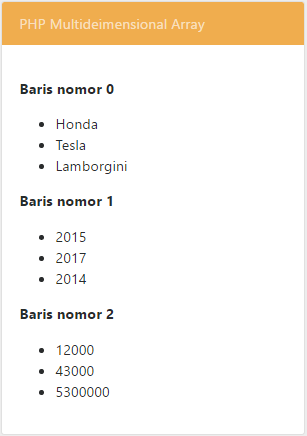 PHP Multideimensional Array
Baris nomor 0
Honda
Tesla
Lamborgini
Baris nomor 1
2015
2017
2014
Baris nomor 2
12000
43000
5300000